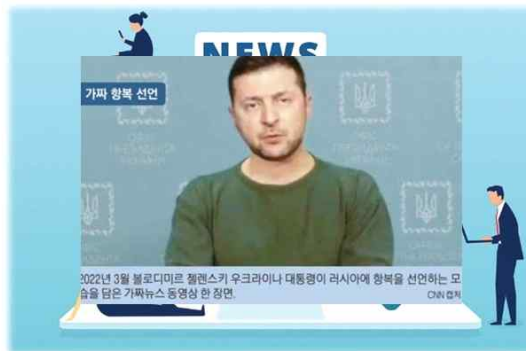 NEWS
가짜 항복 선언
2022년 3월 볼로디미르 젤렌스키 우크라이나 대통령이 러시아에 항복을 선언하는 모
습을 담은 가짜뉴스 동영상 한 장면.
CNN 캡처